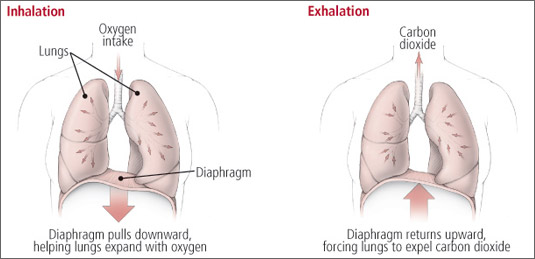 Inhalation
Oxygen
intake
Lungs
Diaphragm
Diaphragm pulls downward,
helping lungs expand with oxygen
Exhalation
Carbon
dioxide
Diaphragm returns upward,
forcing lungs to expel carbon dioxide